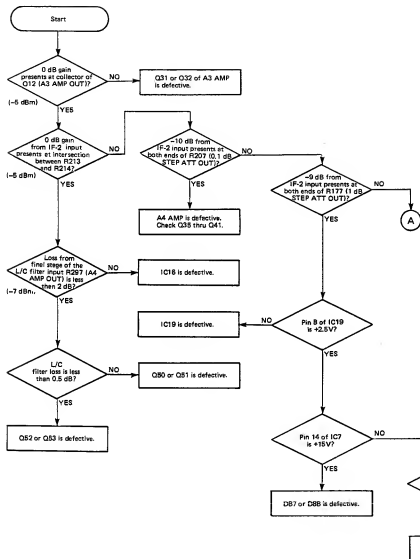 Start
0 dB gain
presents at collector of
Q12 (A3 AMP OUT)?
NO
Q31 or Q32 of A3 AMP
is defective.
(–5 dBm)
YES
0 dB gain
from IF-2 input
presents at intersection
between R213
and R214?
NO
(–5 dBm)
YES
–10 dB from
IF-2 input presents at
both ends of R207 (0.1 dB
STEP ATT OUT)?
NO
YES
A4 AMP is defective.
Check Q35 thru Q41.
–9 dB from
IF-2 input presents at
both ends of R177 (1 dB
STEP ATT OUT)?
NO
A
YES
Loss from
final stage of the
L/C filter input R297 (A4
AMP OUT) is less
than 2 dB?
NO
IC18 is defective.
(–7 dBm)
YES
Pin 8 of IC19
is +2.5V?
NO
IC19 is defective.
YES
L/C
filter loss is less
than 0.5 dB?
NO
Q50 or Q51 is defective.
YES
Q52 or Q53 is defective.
Pin 14 of IC7
is +15V?
NO
YES
D87 or D88 is defective.